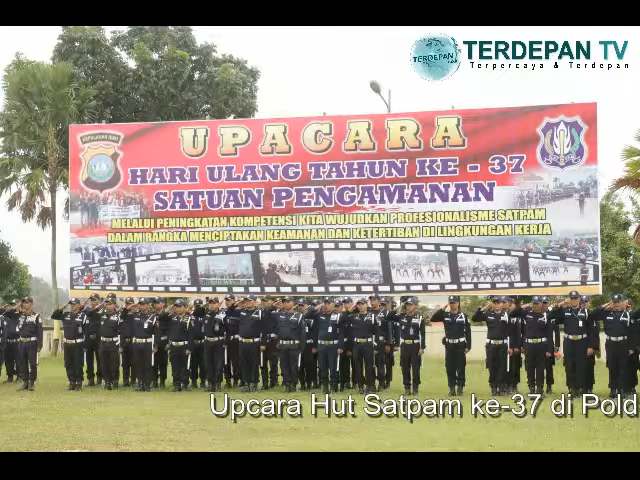 TERDEPAN TV
Terpercaya & Terdepan
TERDEPAN
UPACARA
HARI ULANG TAHUN KE - 37
SATUAN PENGAMANAN
MELALUI PENINGKATAN KOMPETENSI KITA WUJUDKAN PROFESIONALISME SATPAM
DALAM RANGKA MENCIPTAKAN KEAMANAN DAN KETERTIBAN DI LINGKUNGAN KERJA
Upcara Hut Satpam ke-37 di Pold